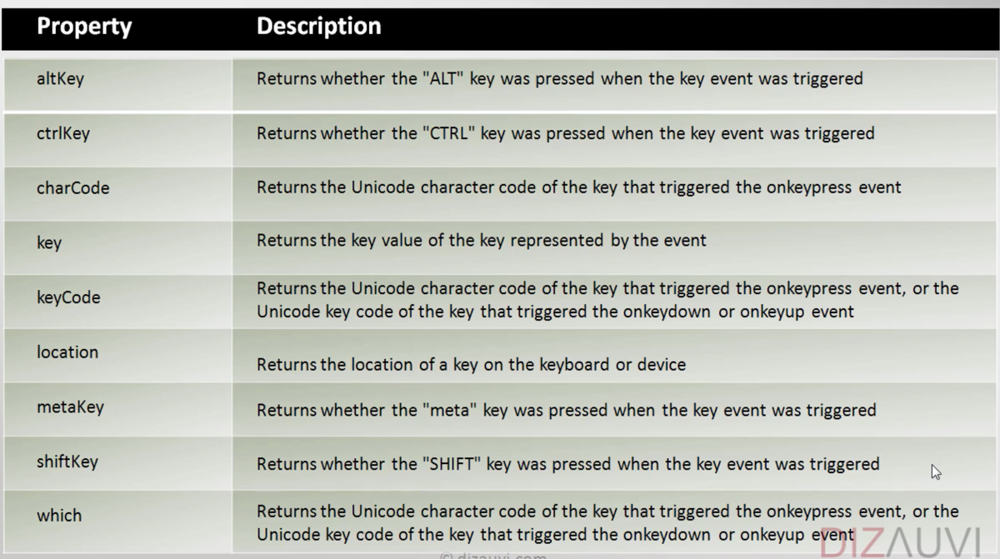 Property Description
altKey Returns whether the "ALT" key was pressed when the key event was triggered
ctrlKey Returns whether the "CTRL" key was pressed when the key event was triggered
charCode Returns the Unicode character code of the key that triggered the onkeypress event
key Returns the key value of the key represented by the event
keyCode Returns the Unicode character code of the key that triggered the onkeypress event, or the
Unicode key code of the key that triggered the onkeydown or onkeyup event
location Returns the location of a key on the keyboard or device
metaKey Returns whether the "meta" key was pressed when the key event was triggered
shiftKey Returns whether the "SHIFT" key was pressed when the key event was triggered
which Returns the Unicode character code of the key that triggered the onkeypress event, or the
Unicode key code of the key that triggered the onkeydown or onkeyup event
DIZAUVI
© dizauvi.com